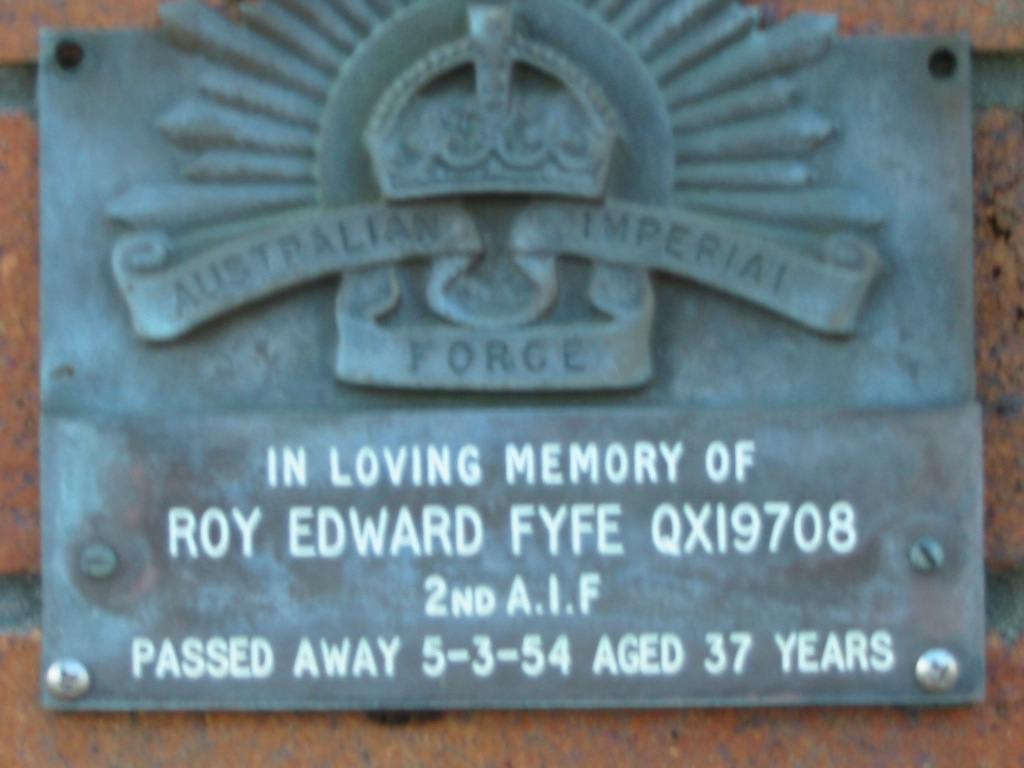 AUSTRALIAN IMPERIAL
FORCE
IN LOVING MEMORY OF
ROY EDWARD FYFE QX19708
2ND A.I.F
PASSED AWAY 5-3-54 AGED 37 YEARS